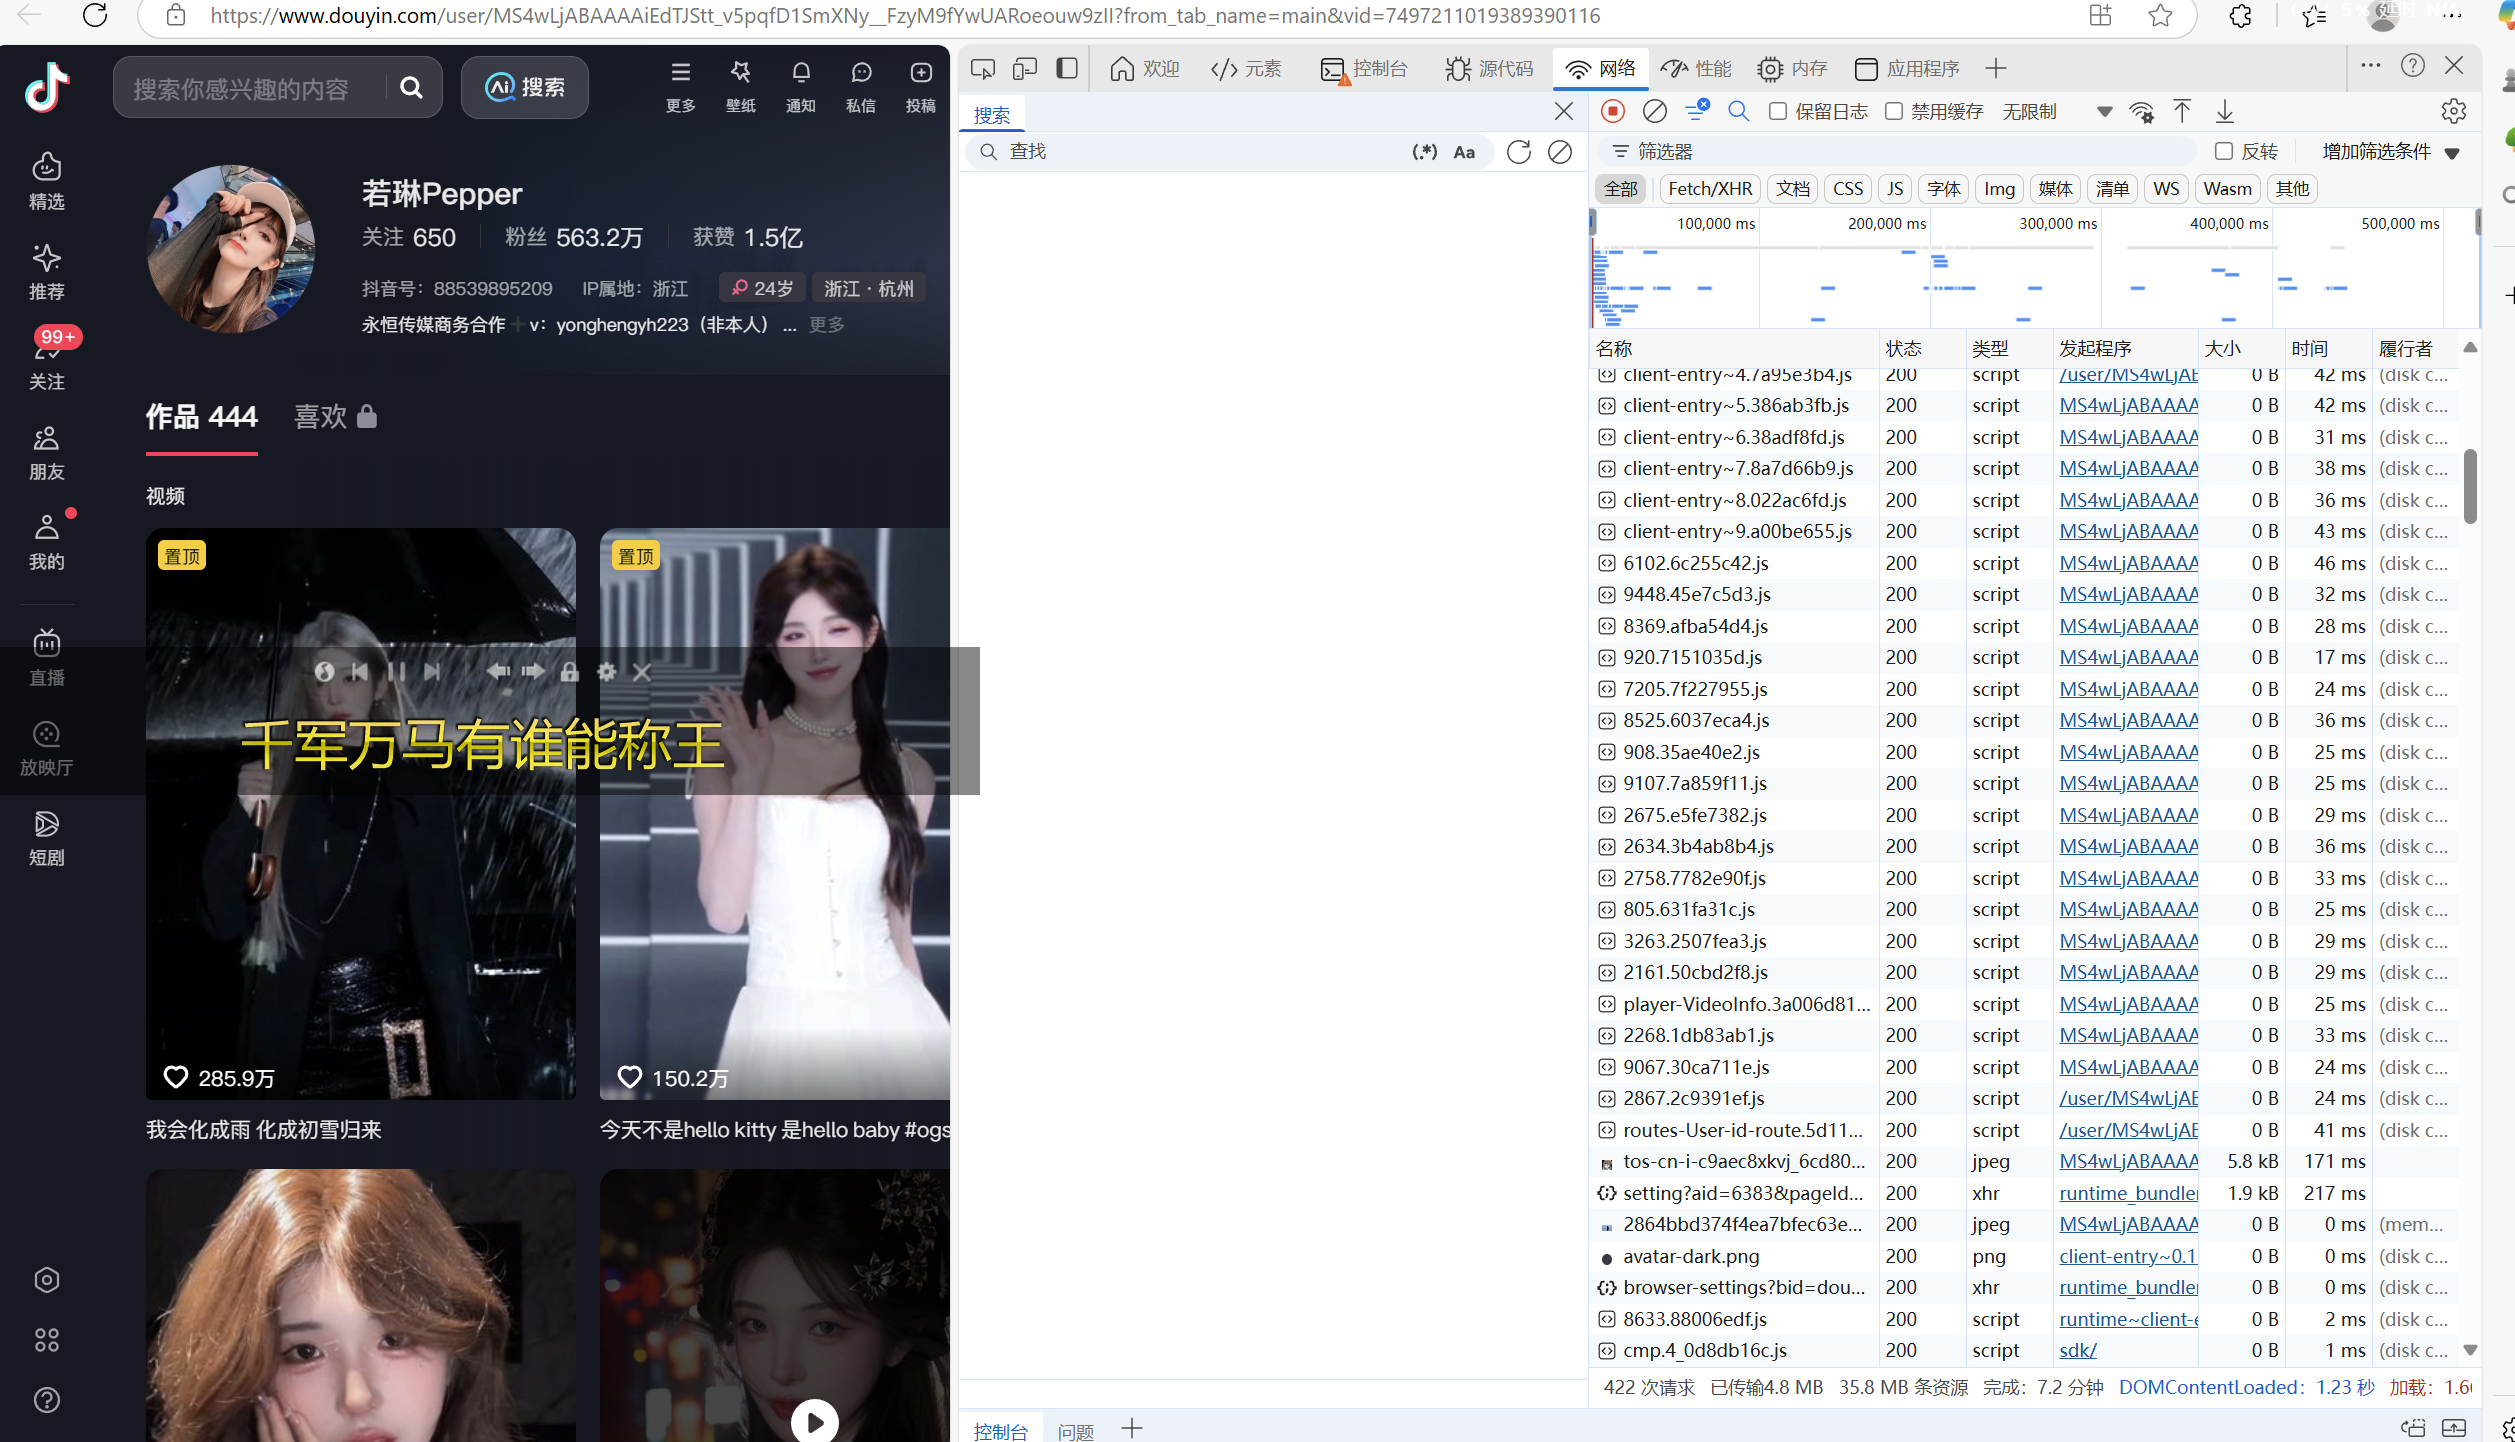 https://www.douyin.com/user/MS4wLjABAAAAiEdTJStt_v5pqfD1SmXNy__FzyM9fYwUARoeouw9zII?from_tab_name=main&vid=7497211019389390116
搜索你感兴趣的内容
Ai 搜索
更多
壁纸
通知
私信
投稿
精选
推荐
99+
关注
朋友
我的
直播
放映厅
短剧
若琳Pepper
关注 650 粉丝 563.2万 获赞 1.5亿
抖音号：88539895209 IP属地：浙江 24岁 浙江·杭州
永恒传媒商务合作➕v：yonghengyh223（非本人） ... 更多
作品 444 喜欢
视频
置顶
置顶
千军万马有谁能称王
285.9万
150.2万
我会化成雨 化成初雪归来
今天不是hello kitty 是hello baby #ogs
欢迎 元素 控制台 源代码 网络 性能 内存 应用程序
搜索
查找 (.*) Aa
保留日志 禁用缓存 无限制
筛选器 反转 增加筛选条件
全部 Fetch/XHR 文档 CSS JS 字体 Img 媒体 清单 WS Wasm 其他
100,000 ms 200,000 ms 300,000 ms 400,000 ms 500,000 ms
名称 状态 类型 发起程序 大小 时间 履行者
client-entry~4.7a95e3b4.js 200 script /user/MS4wLjAB 0 B 42 ms (disk c...
client-entry~5.386ab3fb.js 200 script MS4wLjABAAAA 0 B 42 ms (disk c...
client-entry~6.38adf8fd.js 200 script MS4wLjABAAAA 0 B 31 ms (disk c...
client-entry~7.8a7d66b9.js 200 script MS4wLjABAAAA 0 B 38 ms (disk c...
client-entry~8.022ac6fd.js 200 script MS4wLjABAAAA 0 B 36 ms (disk c...
client-entry~9.a00be655.js 200 script MS4wLjABAAAA 0 B 43 ms (disk c...
6102.6c255c42.js 200 script MS4wLjABAAAA 0 B 46 ms (disk c...
9448.45e7c5d3.js 200 script MS4wLjABAAAA 0 B 32 ms (disk c...
8369.afba54d4.js 200 script MS4wLjABAAAA 0 B 28 ms (disk c...
920.7151035d.js 200 script MS4wLjABAAAA 0 B 17 ms (disk c...
7205.7f227955.js 200 script MS4wLjABAAAA 0 B 24 ms (disk c...
8525.6037eca4.js 200 script MS4wLjABAAAA 0 B 36 ms (disk c...
908.35ae40e2.js 200 script MS4wLjABAAAA 0 B 25 ms (disk c...
9107.7a859f11.js 200 script MS4wLjABAAAA 0 B 25 ms (disk c...
2675.e5fe7382.js 200 script MS4wLjABAAAA 0 B 29 ms (disk c...
2634.3b4ab8b4.js 200 script MS4wLjABAAAA 0 B 36 ms (disk c...
2758.7782e90f.js 200 script MS4wLjABAAAA 0 B 33 ms (disk c...
805.631fa31c.js 200 script MS4wLjABAAAA 0 B 25 ms (disk c...
3263.2507fea3.js 200 script MS4wLjABAAAA 0 B 29 ms (disk c...
2161.50cbd2f8.js 200 script MS4wLjABAAAA 0 B 29 ms (disk c...
player-VideoInfo.3a006d81... 200 script MS4wLjABAAAA 0 B 25 ms (disk c...
2268.1db83ab1.js 200 script MS4wLjABAAAA 0 B 33 ms (disk c...
9067.30ca711e.js 200 script MS4wLjABAAAA 0 B 24 ms (disk c...
2867.2c9391ef.js 200 script /user/MS4wLjAB 0 B 24 ms (disk c...
routes-User-id-route.5d11... 200 script /user/MS4wLjAB 0 B 41 ms (disk c...
tos-cn-i-c9aec8xkvj_6cd80... 200 jpeg MS4wLjABAAAA 5.8 kB 171 ms
setting?aid=6383&pageId... 200 xhr runtime_bundler 1.9 kB 217 ms
2864bbd374f4ea7bfec63e... 200 jpeg MS4wLjABAAAA 0 B 0 ms (mem...
avatar-dark.png 200 png client-entry~0.1 0 B 0 ms (disk c...
browser-settings?bid=dou... 200 xhr runtime_bundler 0 B 0 ms (disk c...
8633.88006edf.js 200 script runtime~client-e 0 B 2 ms (disk c...
cmp.4_0d8db16c.js 200 script sdk/ 0 B 1 ms (disk c...
422 次请求 已传输4.8 MB 35.8 MB 条资源 完成：7.2 分钟 DOMContentLoaded：1.23 秒 加载：1.6
控制台 问题